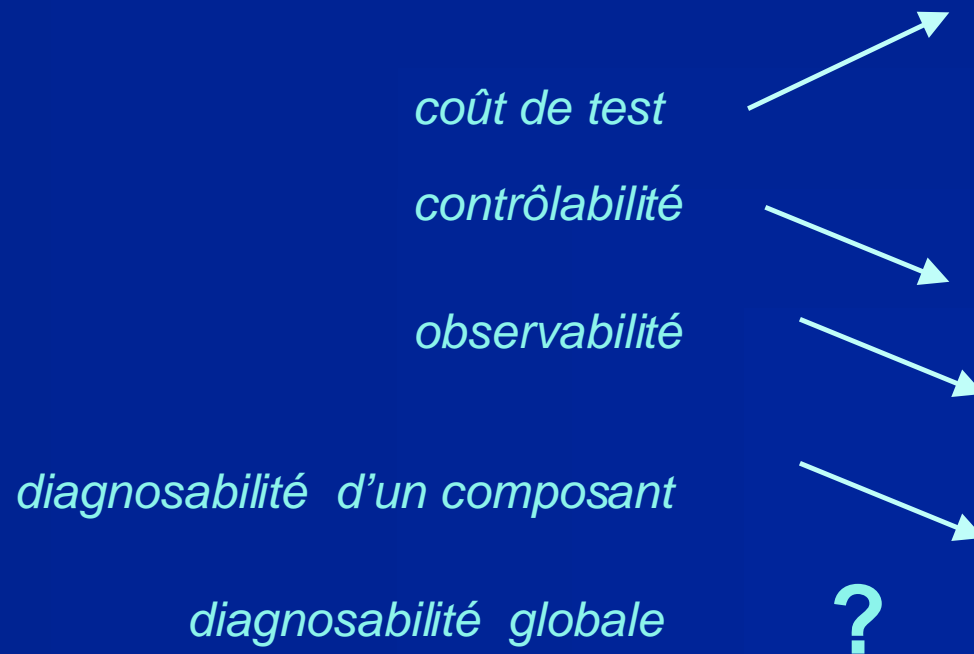 coût de test
contrôlabilité
observabilité
diagnosabilité d'un composant
diagnosabilité globale ?